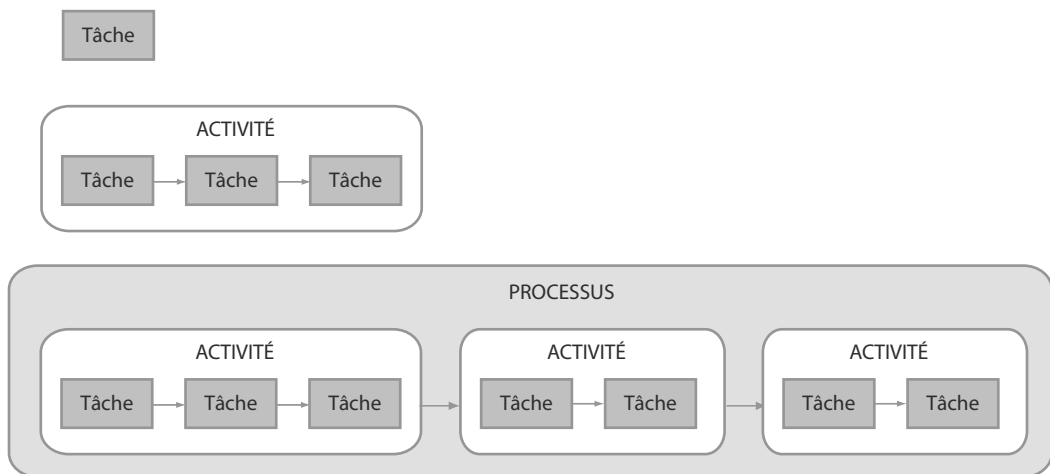 Tâche
ACTIVITÉ
Tâche Tâche Tâche
PROCESSUS
ACTIVITÉ ACTIVITÉ ACTIVITÉ
Tâche Tâche Tâche Tâche Tâche Tâche Tâche